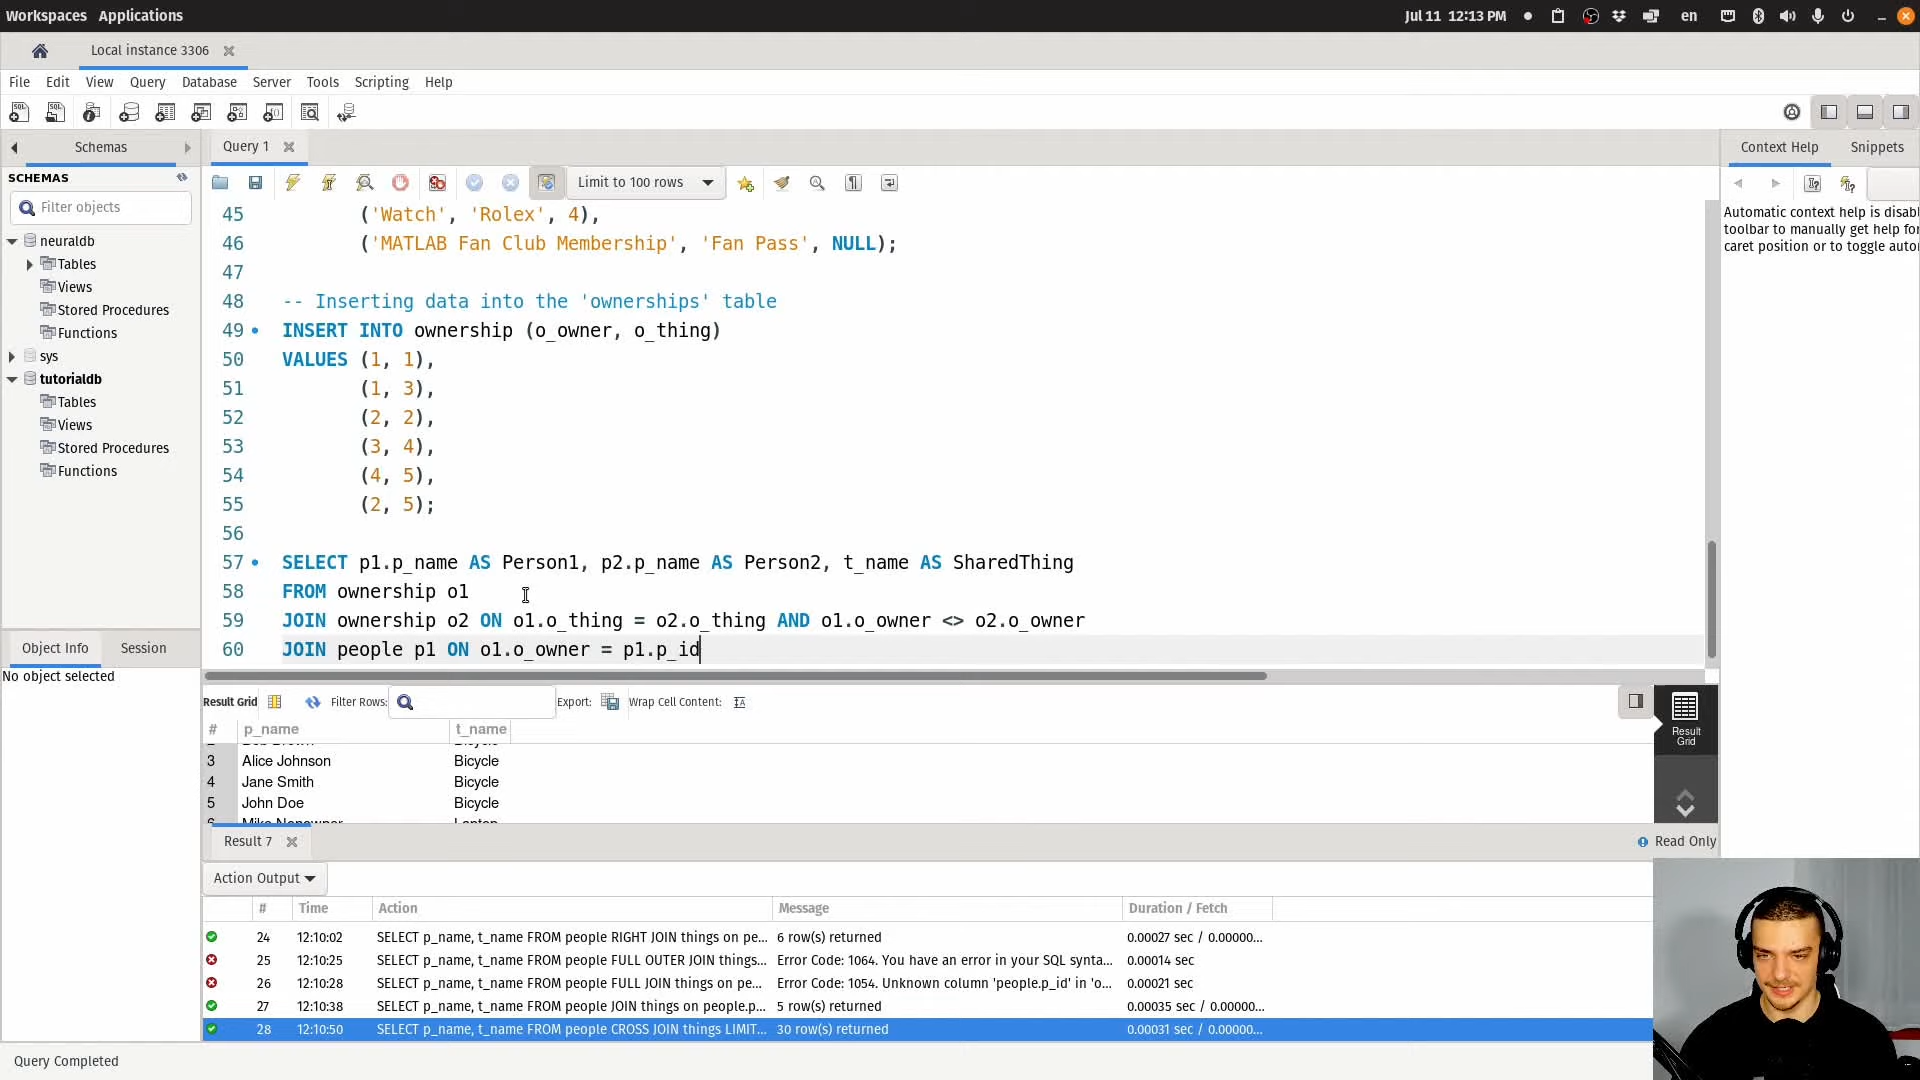 Workspaces Applications
Jul 11 12:13 PM
en
Local instance 3306
File Edit View Query Database Server Tools Scripting Help
Schemas
Query 1
Context Help Snippets
SCHEMAS
Limit to 100 rows
Filter objects
neuraldb
Tables
Views
Stored Procedures
Functions
sys
tutorialdb
Tables
Views
Stored Procedures
Functions
Object Info Session
No object selected
45 ('Watch', 'Rolex', 4),
46 ('MATLAB Fan Club Membership', 'Fan Pass', NULL);
47
48 -- Inserting data into the 'ownerships' table
49 INSERT INTO ownership (o_owner, o_thing)
50 VALUES (1, 1),
51 (1, 3),
52 (2, 2),
53 (3, 4),
54 (4, 5),
55 (2, 5);
56
57 SELECT p1.p_name AS Person1, p2.p_name AS Person2, t_name AS SharedThing
58 FROM ownership o1
59 JOIN ownership o2 ON o1.o_thing = o2.o_thing AND o1.o_owner <> o2.o_owner
60 JOIN people p1 ON o1.o_owner = p1.p_id
Automatic context help is disab
toolbar to manually get help for
caret position or to toggle auto
Result Grid Filter Rows: Export: Wrap Cell Content:
# p_name t_name
3 Alice Johnson Bicycle
4 Jane Smith Bicycle
5 John Doe Bicycle
Result
Grid
Result 7
Read Only
Action Output
# Time Action Message Duration / Fetch
24 12:10:02 SELECT p_name, t_name FROM people RIGHT JOIN things on pe... 6 row(s) returned 0.00027 sec / 0.00000...
25 12:10:25 SELECT p_name, t_name FROM people FULL OUTER JOIN things... Error Code: 1064. You have an error in your SQL synta... 0.00014 sec
26 12:10:28 SELECT p_name, t_name FROM people FULL JOIN things on pe... Error Code: 1054. Unknown column 'people.p_id' in 'o... 0.00021 sec
27 12:10:38 SELECT p_name, t_name FROM people JOIN things on people.p... 5 row(s) returned 0.00035 sec / 0.00000...
28 12:10:50 SELECT p_name, t_name FROM people CROSS JOIN things LIMIT... 30 row(s) returned 0.00031 sec / 0.00000...
Query Completed